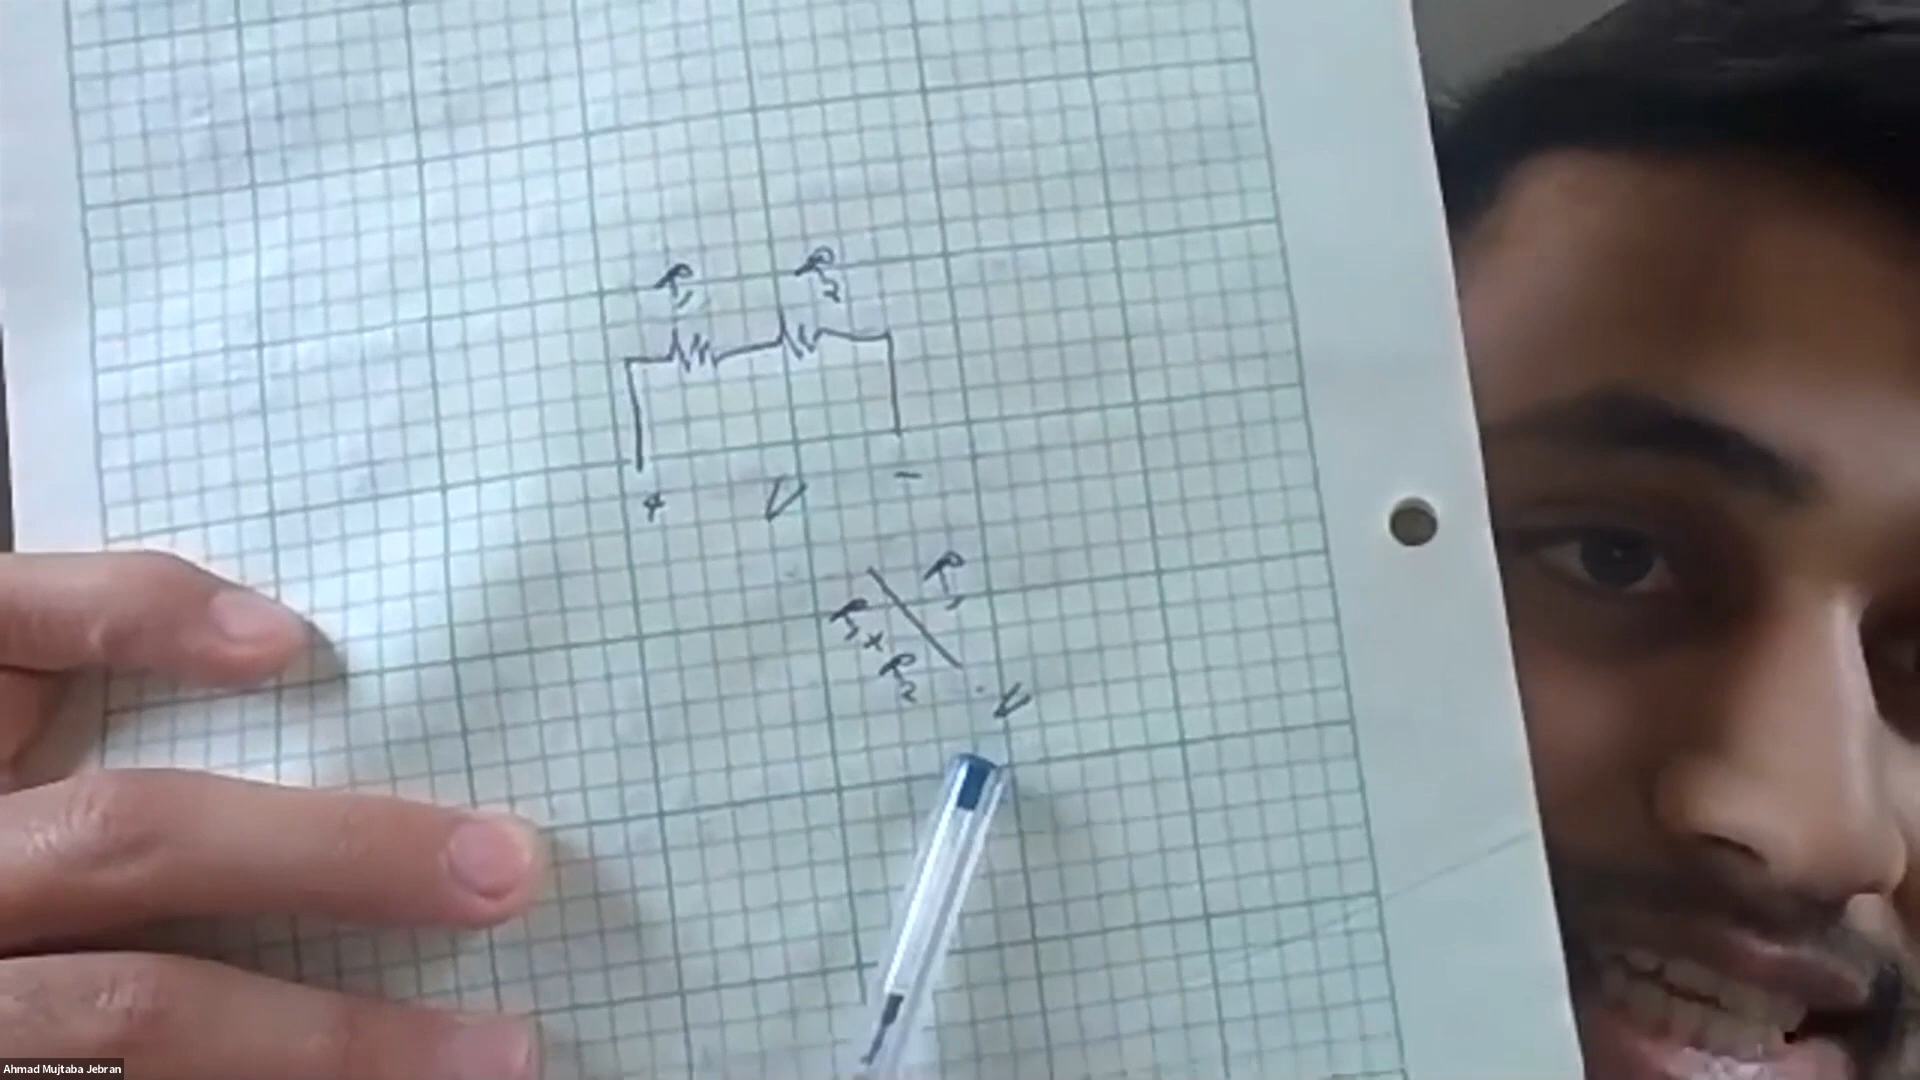 R₁ R₂
+ V -
R₁
R₁ + R₂
. V
Ahmad Mujtaba Jebran